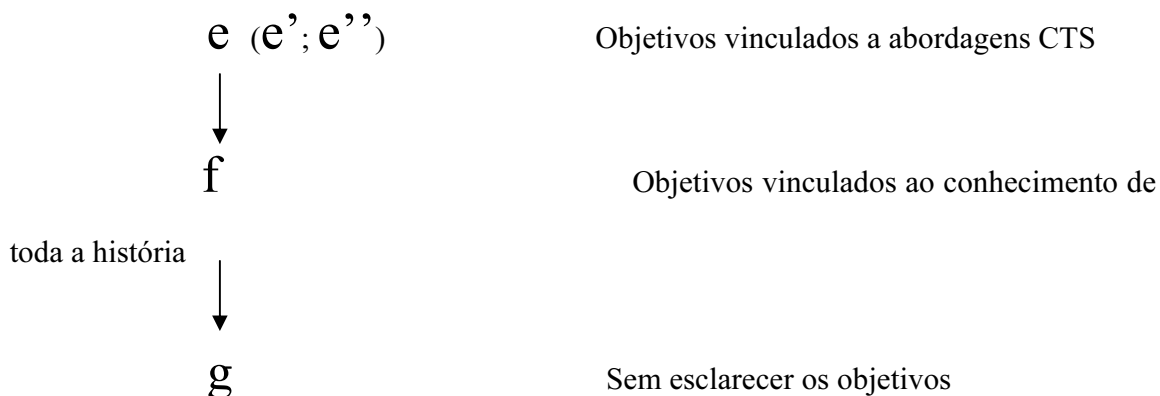 e (e’; e’’) Objetivos vinculados a abordagens CTS
f Objetivos vinculados ao conhecimento de
toda a história
g Sem esclarecer os objetivos